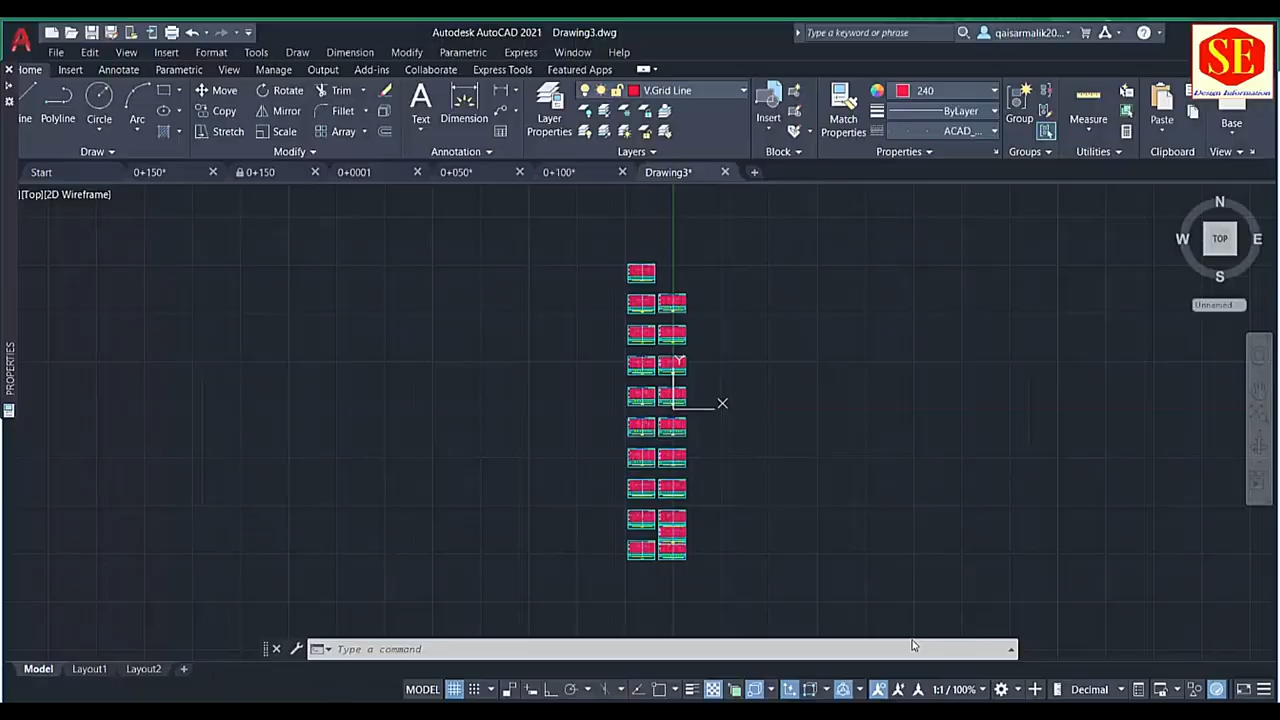 Autodesk AutoCAD 2021 Drawing3.dwg
Type a keyword or phrase
qaisarmalik20...
SE
Design Information
File Edit View Insert Format Tools Draw Dimension Modify Parametric Express Window Help
Home Insert Annotate Parametric View Manage Output Add-ins Collaborate Express Tools Featured Apps
Polyline Circle Arc
Move Rotate Trim
Copy Mirror Fillet
Stretch Scale Array
Text Dimension
Layer Properties
V.Grid Line
Insert
Match Properties
240
ByLayer
ACAD_...
Group
Measure
Paste
Base
Draw Modify Annotation Layers Block Properties Groups Utilities Clipboard View
Start 0+150* 0+150 0+0001 0+050* 0+100* Drawing3*
][Top][2D Wireframe]
N
W TOP E
S
Unnamed
Y
X
PROPERTIES
Type a command
Model Layout1 Layout2
MODEL 1:1 / 100% Decimal